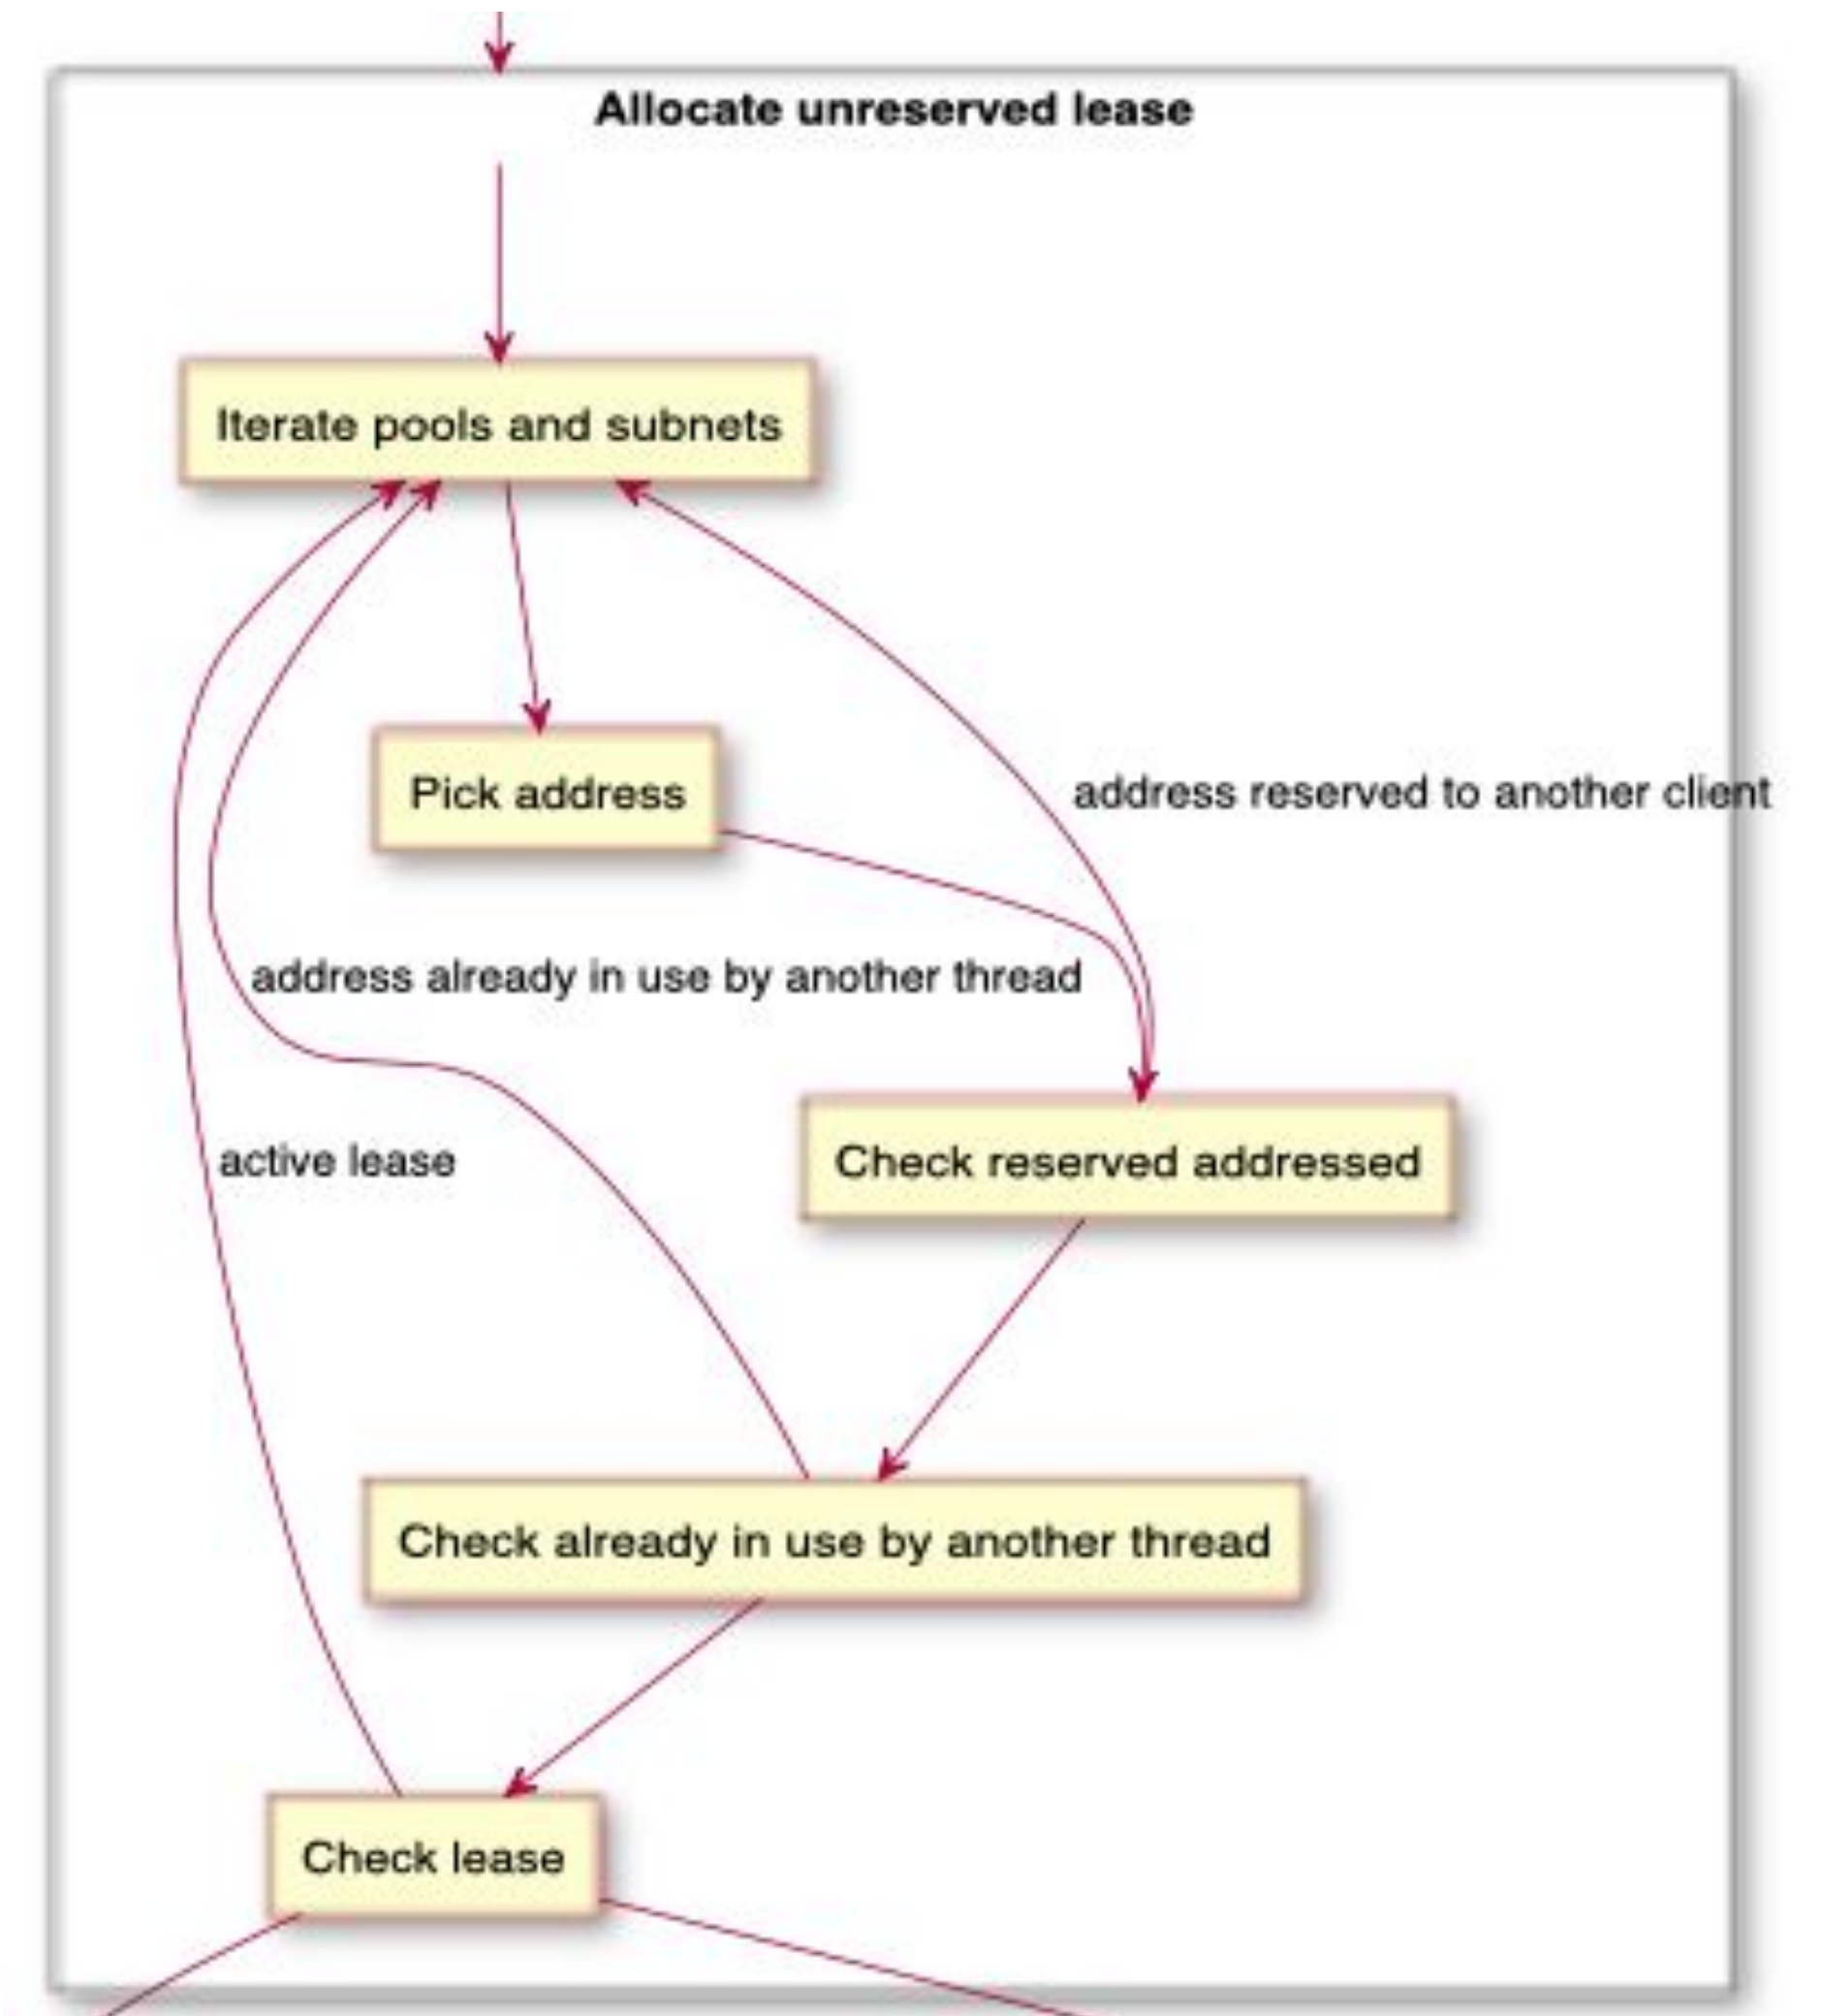 Allocate unreserved lease
Iterate pools and subnets
Pick address
address reserved to another client
address already in use by another thread
active lease
Check reserved addressed
Check already in use by another thread
Check lease